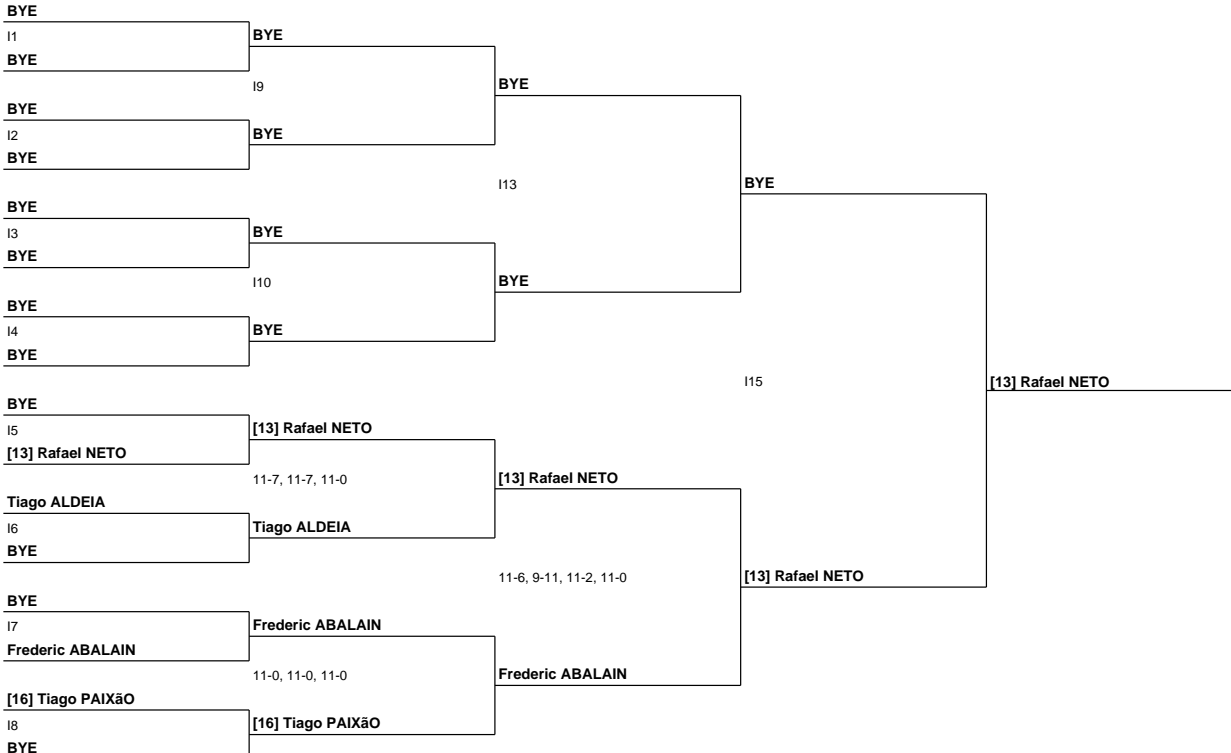 BYE
I1
BYE
BYE
I9
BYE
BYE
I2
BYE
BYE
I13
BYE
BYE
I3
BYE
BYE
I10
BYE
BYE
I4
BYE
BYE
I15
[13] Rafael NETO
BYE
I5
[13] Rafael NETO
[13] Rafael NETO
11-7, 11-7, 11-0
[13] Rafael NETO
Tiago ALDEIA
I6
Tiago ALDEIA
BYE
11-6, 9-11, 11-2, 11-0
[13] Rafael NETO
BYE
I7
Frederic ABALAIN
Frederic ABALAIN
11-0, 11-0, 11-0
Frederic ABALAIN
[16] Tiago PAIXãO
I8
[16] Tiago PAIXãO
BYE